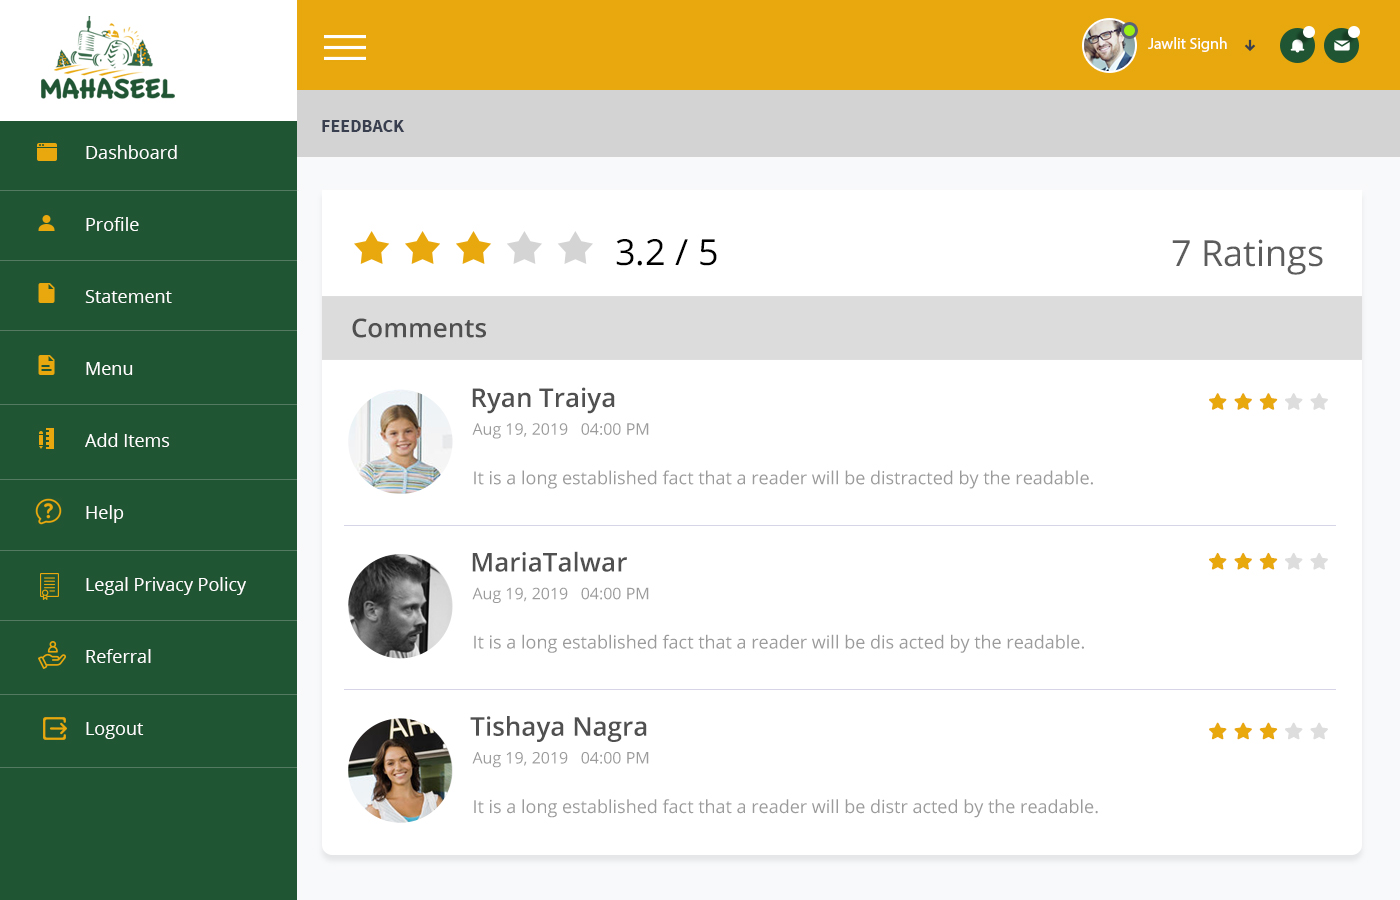 MAHASEEL
Jawlit Signh
FEEDBACK
Dashboard
Profile
Statement
Menu
Add Items
Help
Legal Privacy Policy
Referral
Logout
3.2 / 5
7 Ratings
Comments
Ryan Traiya
Aug 19, 2019 04:00 PM
It is a long established fact that a reader will be distracted by the readable.
MariaTalwar
Aug 19, 2019 04:00 PM
It is a long established fact that a reader will be dis acted by the readable.
Tishaya Nagra
Aug 19, 2019 04:00 PM
It is a long established fact that a reader will be distr acted by the readable.